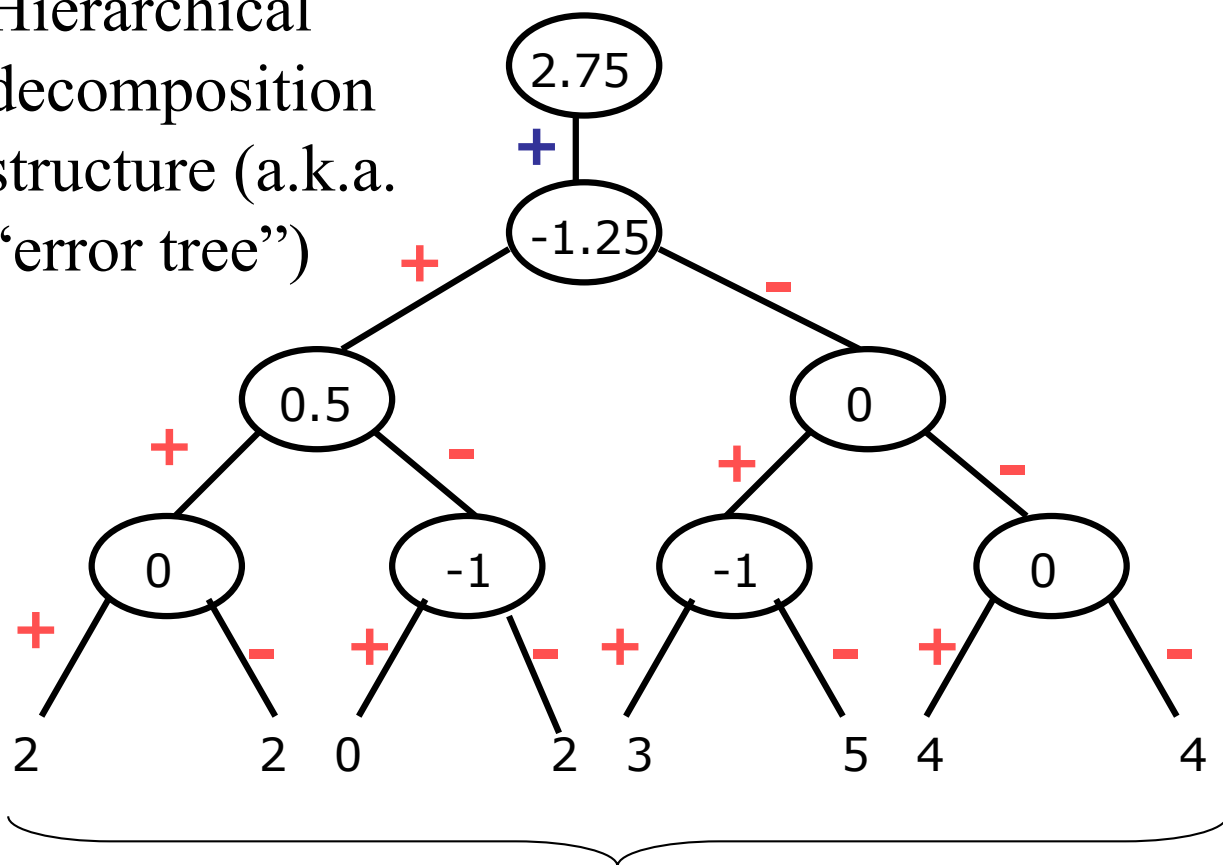 Hierarchical
decomposition
structure (a.k.a.
“error tree”)
2.75
+
-1.25
+ -
0.5 0
+ - + -
0 -1 -1 0
+ - + - + - + -
2 2 0 2 3 5 4 4